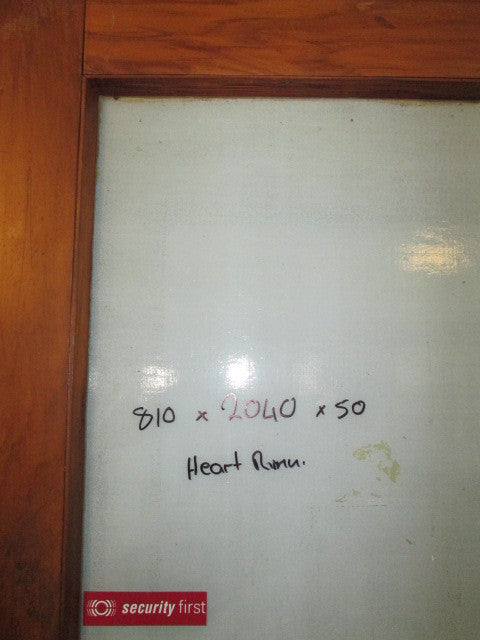 810 x 2040 x 50
Heart Rimu.
security first